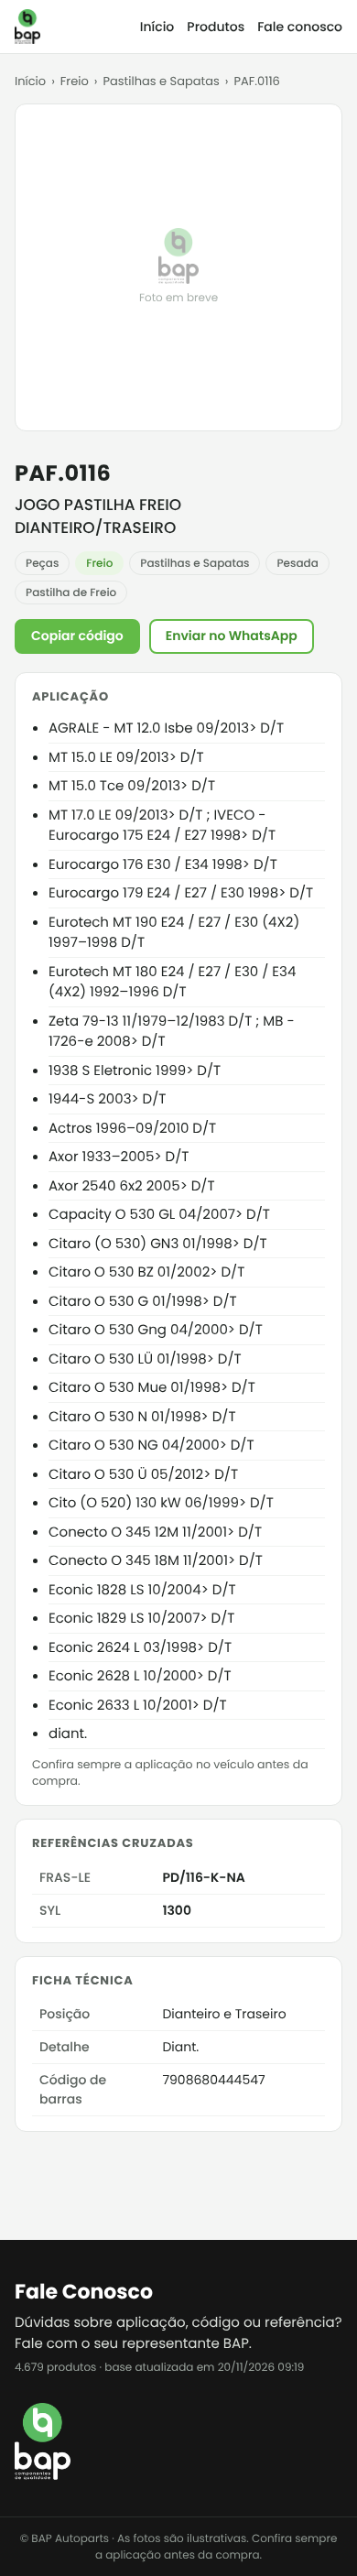 bap
Início Produtos Fale conosco
Início › Freio › Pastilhas e Sapatas › PAF.0116
bap
Foto em breve
PAF.0116
JOGO PASTILHA FREIO
DIANTEIRO/TRASEIRO
Peças Freio Pastilhas e Sapatas Pesada
Pastilha de Freio
Copiar código Enviar no WhatsApp
APLICAÇÃO
• AGRALE - MT 12.0 Isbe 09/2013> D/T
• MT 15.0 LE 09/2013> D/T
• MT 15.0 Tce 09/2013> D/T
• MT 17.0 LE 09/2013> D/T ; IVECO -
Eurocargo 175 E24 / E27 1998> D/T
• Eurocargo 176 E30 / E34 1998> D/T
• Eurocargo 179 E24 / E27 / E30 1998> D/T
• Eurotech MT 190 E24 / E27 / E30 (4X2)
1997–1998 D/T
• Eurotech MT 180 E24 / E27 / E30 / E34
(4X2) 1992–1996 D/T
• Zeta 79-13 11/1979–12/1983 D/T ; MB -
1726-e 2008> D/T
• 1938 S Eletronic 1999> D/T
• 1944-S 2003> D/T
• Actros 1996–09/2010 D/T
• Axor 1933–2005> D/T
• Axor 2540 6x2 2005> D/T
• Capacity O 530 GL 04/2007> D/T
• Citaro (O 530) GN3 01/1998> D/T
• Citaro O 530 BZ 01/2002> D/T
• Citaro O 530 G 01/1998> D/T
• Citaro O 530 Gng 04/2000> D/T
• Citaro O 530 LÜ 01/1998> D/T
• Citaro O 530 Mue 01/1998> D/T
• Citaro O 530 N 01/1998> D/T
• Citaro O 530 NG 04/2000> D/T
• Citaro O 530 Ü 05/2012> D/T
• Cito (O 520) 130 kW 06/1999> D/T
• Conecto O 345 12M 11/2001> D/T
• Conecto O 345 18M 11/2001> D/T
• Econic 1828 LS 10/2004> D/T
• Econic 1829 LS 10/2007> D/T
• Econic 2624 L 03/1998> D/T
• Econic 2628 L 10/2000> D/T
• Econic 2633 L 10/2001> D/T
• diant.
Confira sempre a aplicação no veículo antes da
compra.
REFERÊNCIAS CRUZADAS
FRAS-LE PD/116-K-NA
SYL 1300
FICHA TÉCNICA
Posição Dianteiro e Traseiro
Detalhe Diant.
Código de 7908680444547
barras
Fale Conosco
Dúvidas sobre aplicação, código ou referência?
Fale com o seu representante BAP.
4.679 produtos · base atualizada em 20/11/2026 09:19
bap
componentes
de qualidade
© BAP Autoparts · As fotos são ilustrativas. Confira sempre
a aplicação antes da compra.